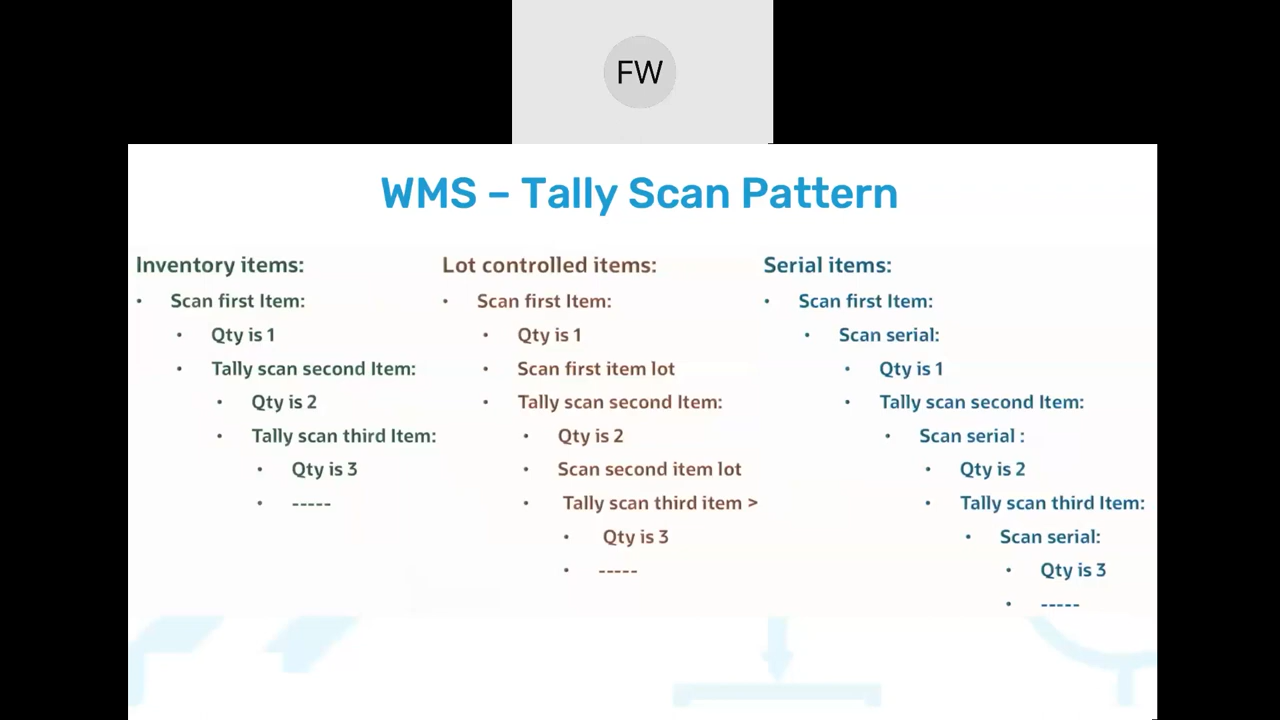 FW
WMS – Tally Scan Pattern
Inventory items:
• Scan first Item:
• Qty is 1
• Tally scan second Item:
• Qty is 2
• Tally scan third Item:
• Qty is 3
• -----
Lot controlled items:
• Scan first Item:
• Qty is 1
• Scan first item lot
• Tally scan second Item:
• Qty is 2
• Scan second item lot
• Tally scan third item >
• Qty is 3
• -----
Serial items:
• Scan first Item:
• Scan serial:
• Qty is 1
• Tally scan second Item:
• Scan serial :
• Qty is 2
• Tally scan third Item:
• Scan serial:
• Qty is 3
• -----